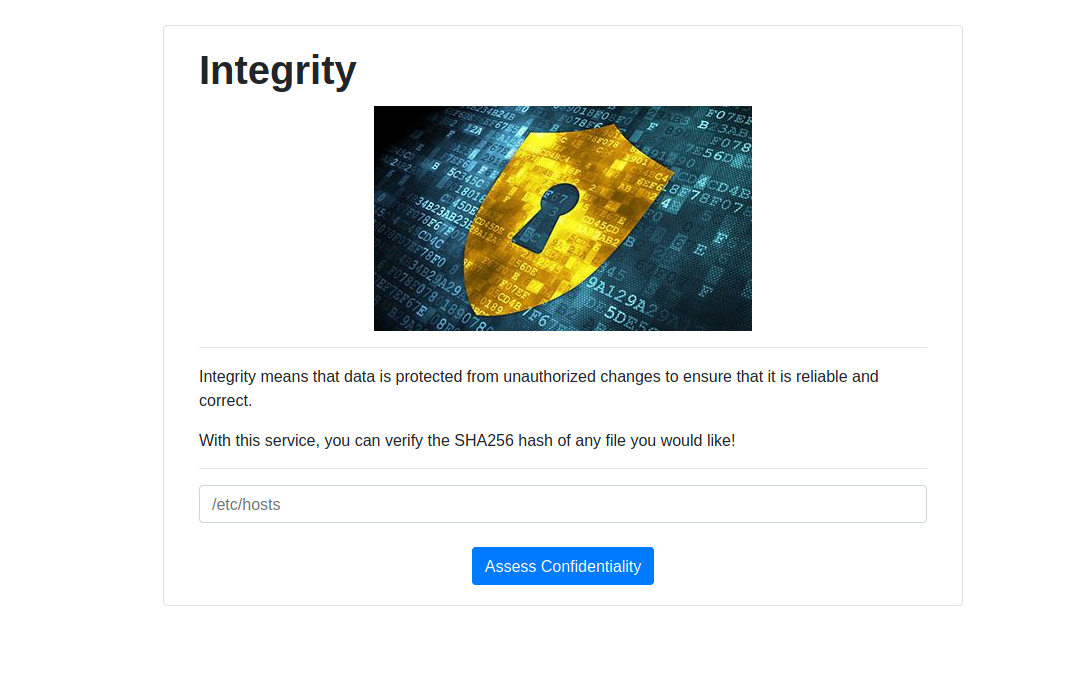 Integrity
Integrity means that data is protected from unauthorized changes to ensure that it is reliable and
correct.
With this service, you can verify the SHA256 hash of any file you would like!
/etc/hosts
Assess Confidentiality